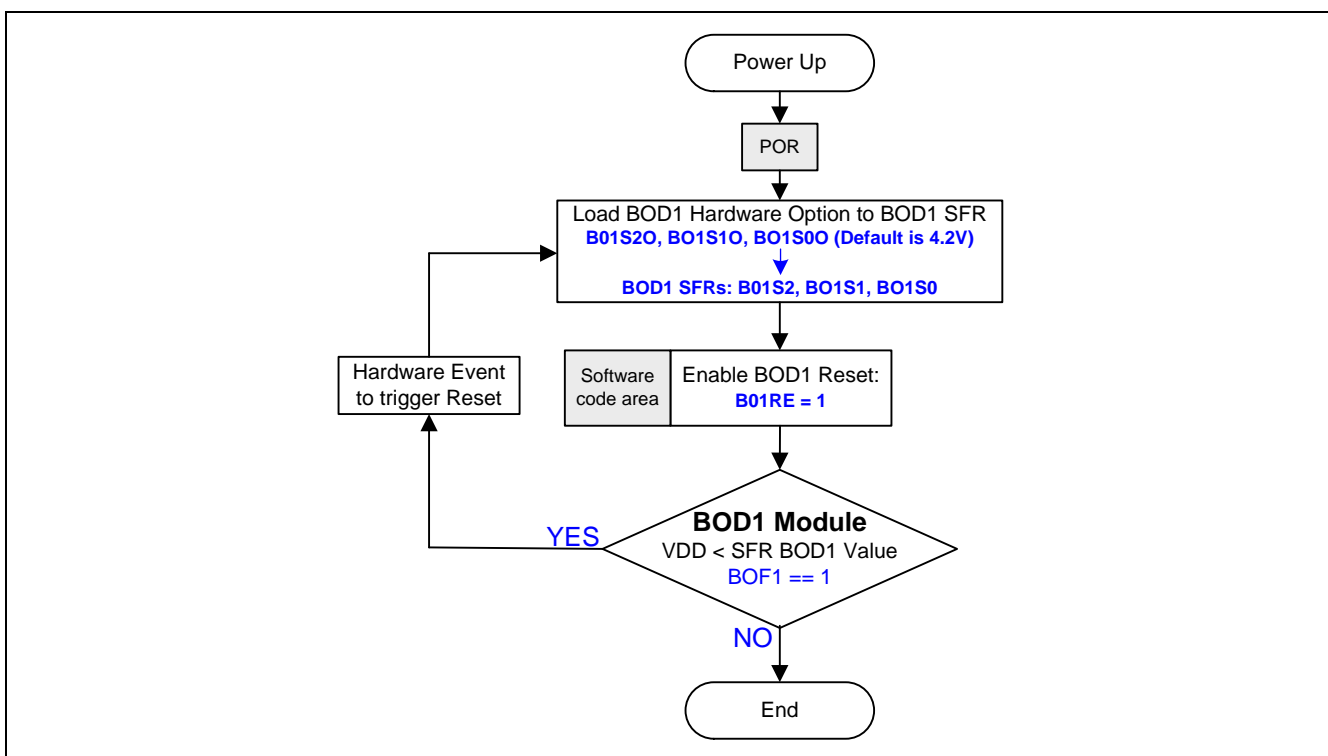 Power Up
POR
Load BOD1 Hardware Option to BOD1 SFR
B01S2O, BO1S1O, BO1S0O (Default is 4.2V)
BOD1 SFRs: B01S2, BO1S1, BO1S0
Hardware Event
to trigger Reset
Software
code area
Enable BOD1 Reset:
B01RE = 1
BOD1 Module
VDD < SFR BOD1 Value
BOF1 == 1
YES
NO
End